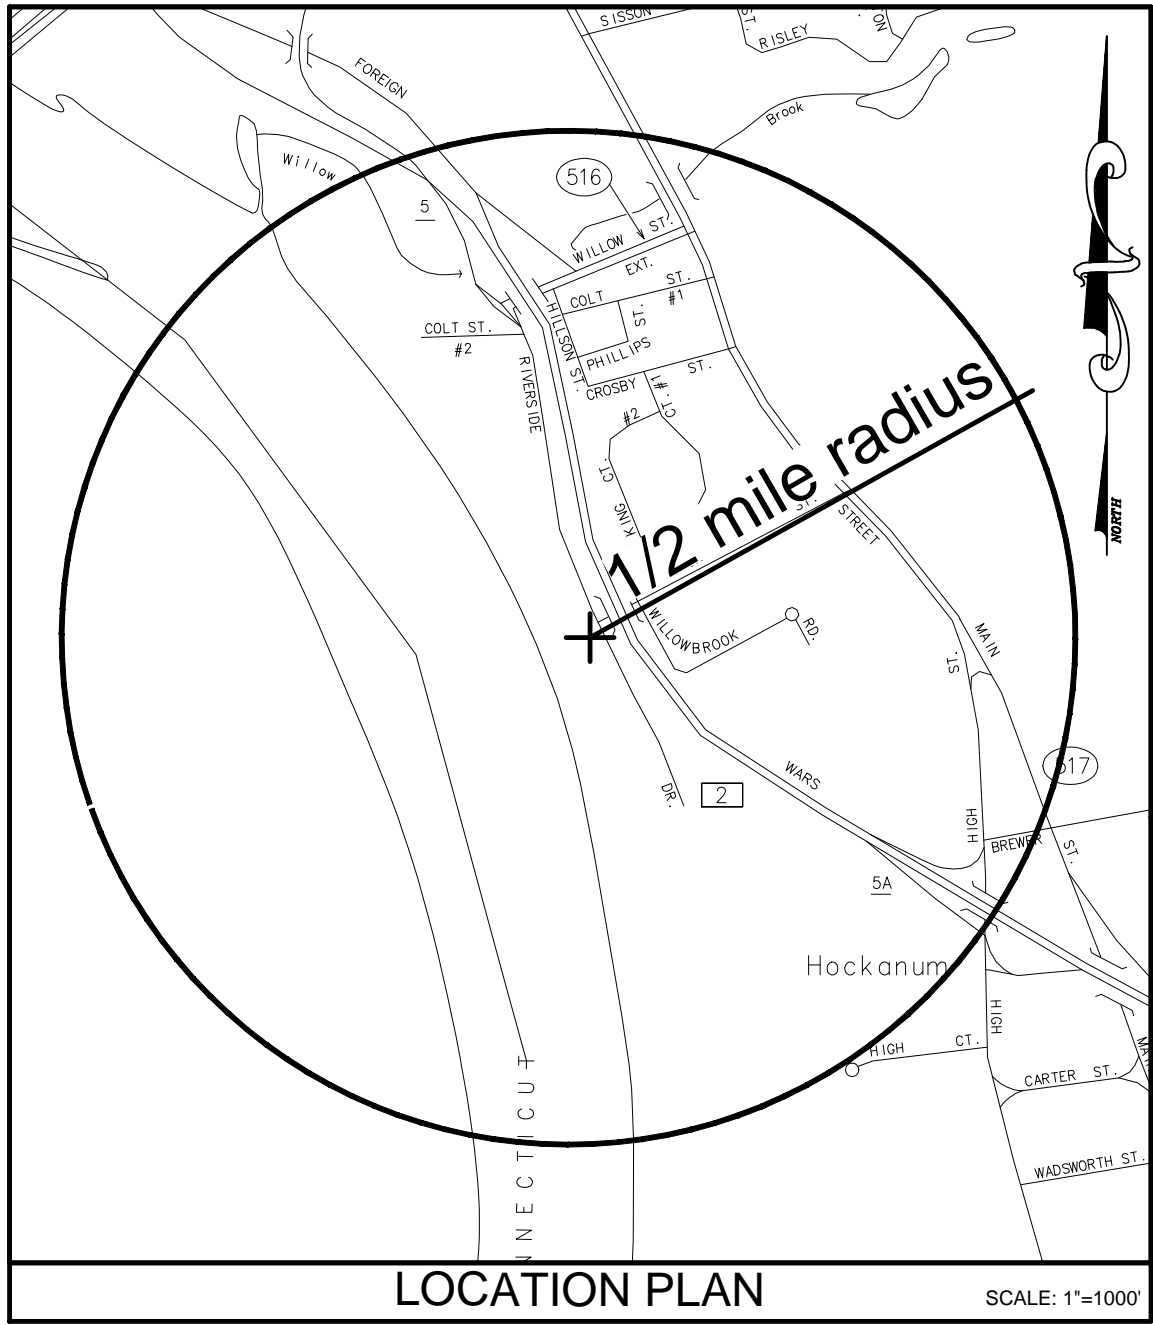 SISSON
ST.
RISLEY
TON
FOREIGN
Brook
Willow
516
5
WILLOW ST.
EXT.
COLT ST.
#1
ST.
HILLSON ST.
COLT ST.
#2
PHILLIPS
CROSBY ST.
RIVERSIDE
CT. #1
#2
KING CT.
1/2 mile radius
ST.
STREET
NORTH
WILLOWBROOK
RD.
MAIN
ST.
517
WARS
DR.
2
HIGH
BREWER
ST.
5A
Hockanum
HIGH
HIGH CT.
MAIN
CARTER ST.
WADSWORTH ST.
NNECTICUT
LOCATION PLAN
SCALE: 1"=1000'